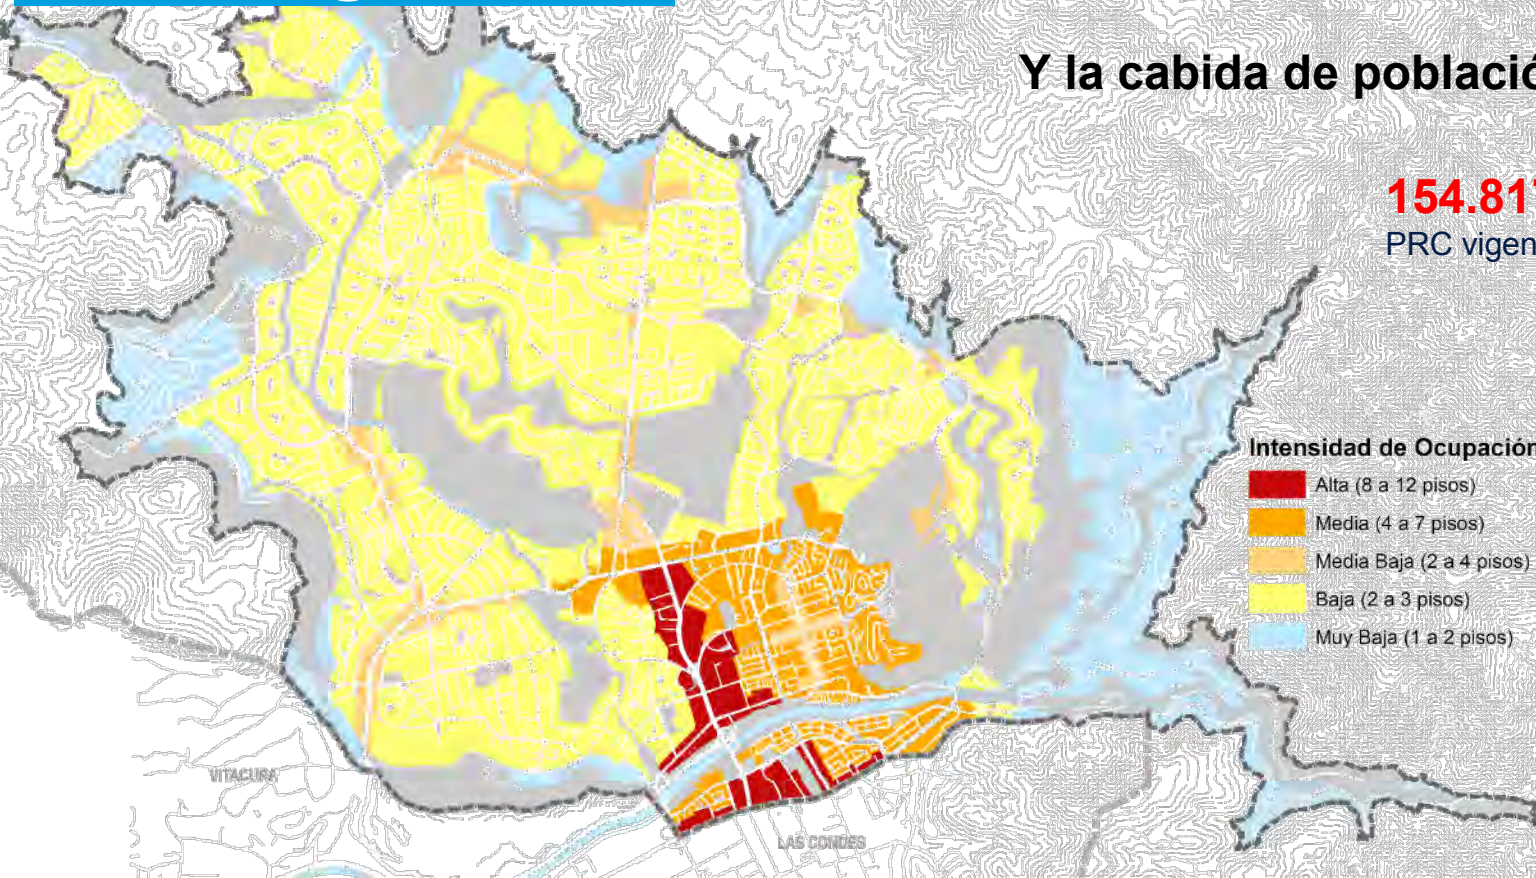 Y la cabida de població
154.817
PRC vigen
Intensidad de Ocupación
Alta (8 a 12 pisos)
Media (4 a 7 pisos)
Media Baja (2 a 4 pisos)
Baja (2 a 3 pisos)
Muy Baja (1 a 2 pisos)
VITACURA
LAS CONDES